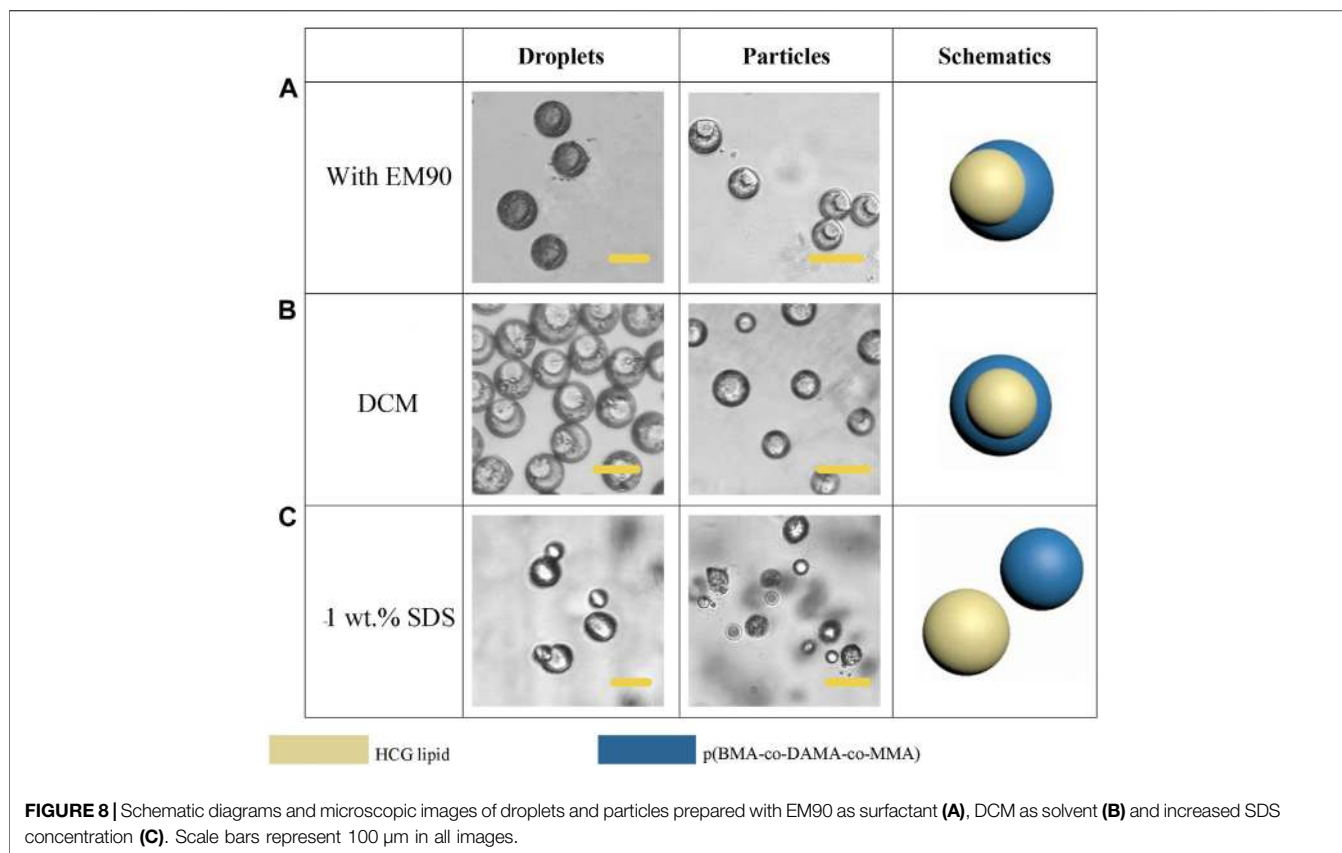 Droplets Particles Schematics
A
With EM90
B
DCM
C
1 wt.% SDS
HCG lipid p(BMA-co-DAMA-co-MMA)
FIGURE 8 | Schematic diagrams and microscopic images of droplets and particles prepared with EM90 as surfactant (A), DCM as solvent (B) and increased SDS
concentration (C). Scale bars represent 100 μm in all images.